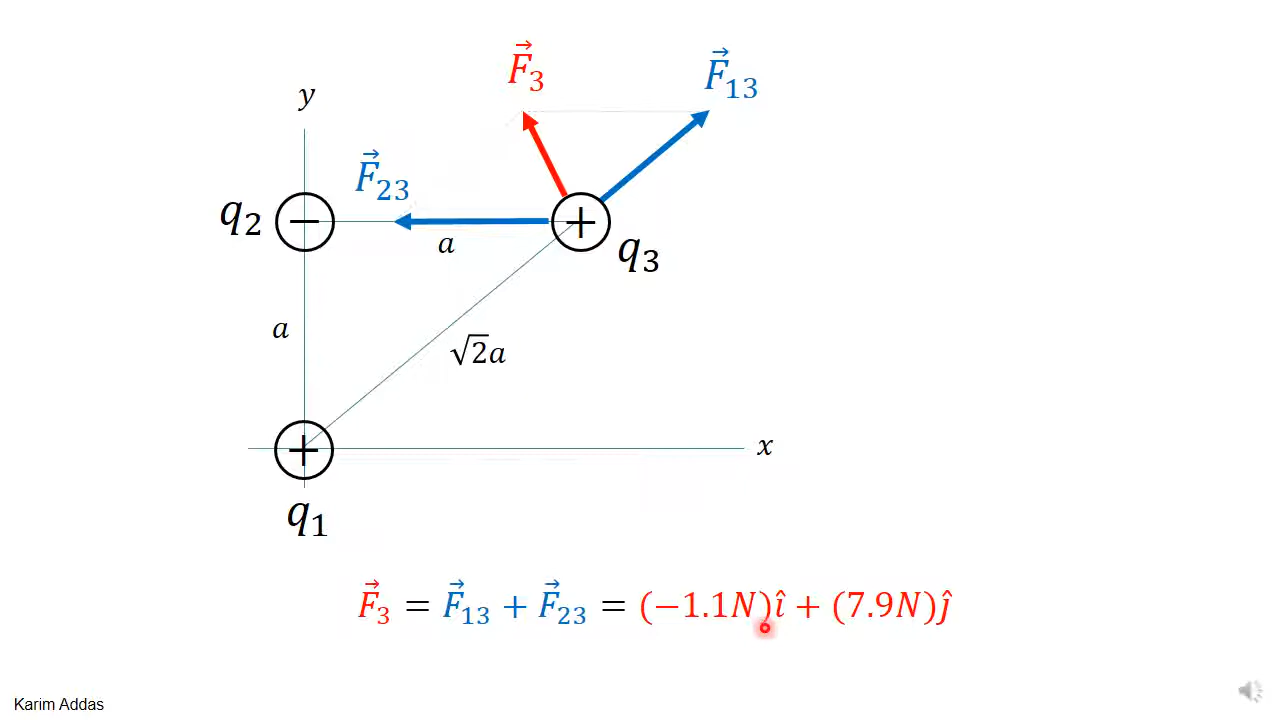 F⃗₃
F⃗₁₃
y
F⃗₂₃
q₂
−
+
a
q₃
a
√2a
+
x
q₁
F⃗₃ = F⃗₁₃ + F⃗₂₃ = (−1.1N)î + (7.9N)ĵ
Karim Addas